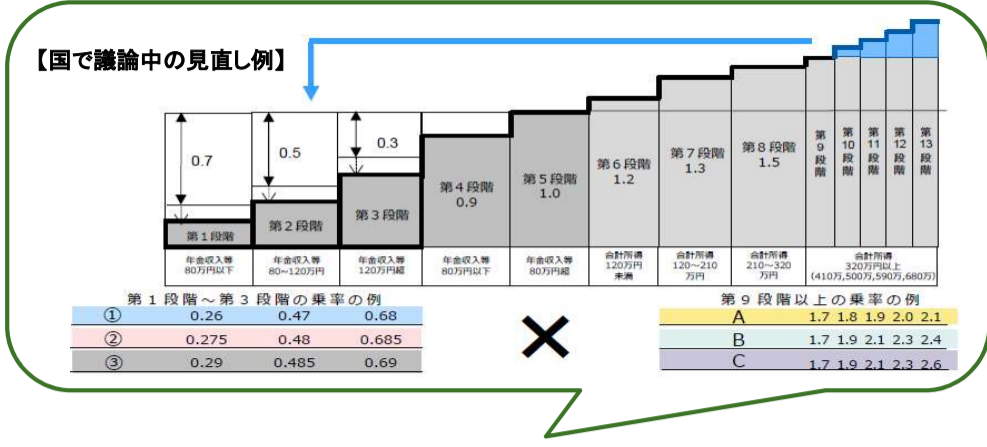 【国で議論中の見直し例】
0.7
0.5
0.3
第1段階
第2段階
第3段階
第4段階
0.9
第5段階
1.0
第6段階
1.2
第7段階
1.3
第8段階
1.5
第9段階
第10段階
第11段階
第12段階
第13段階
年金収入等
80万円以下
年金収入等
80~120万円
年金収入等
120万円超
年金収入等
80万円以下
年金収入等
80万円超
合計所得
120万円
未満
合計所得
120~210
万円
合計所得
210~320
万円
合計所得
320万円以上
(410万,500万,590万,680万)
第1段階~第3段階の乗率の例
① 0.26 0.47 0.68
② 0.275 0.48 0.685
③ 0.29 0.485 0.69
×
第9段階以上の乗率の例
A 1.7 1.8 1.9 2.0 2.1
B 1.7 1.9 2.1 2.3 2.4
C 1.7 1.9 2.1 2.3 2.6